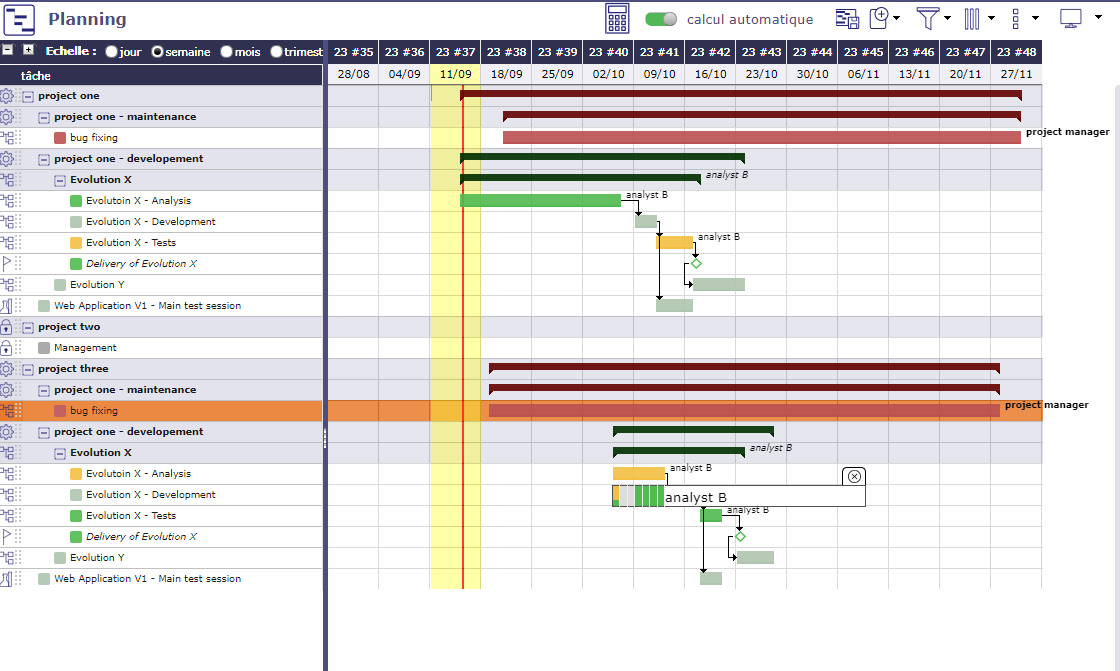 Planning
calcul automatique
Echelle : jour semaine mois trimest
23 #35 23 #36 23 #37 23 #38 23 #39 23 #40 23 #41 23 #42 23 #43 23 #44 23 #45 23 #46 23 #47 23 #48
tâche
28/08 04/09 11/09 18/09 25/09 02/10 09/10 16/10 23/10 30/10 06/11 13/11 20/11 27/11
project one
project one - maintenance
bug fixing
project manager
project one - developement
Evolution X
analyst B
Evolutoin X - Analysis
analyst B
Evolution X - Development
Evolution X - Tests
analyst B
Delivery of Evolution X
Evolution Y
Web Application V1 - Main test session
project two
Management
project three
project one - maintenance
bug fixing
project manager
project one - developement
Evolution X
analyst B
Evolutoin X - Analysis
analyst B
Evolution X - Development
analyst B
Evolution X - Tests
analyst B
Delivery of Evolution X
Evolution Y
Web Application V1 - Main test session